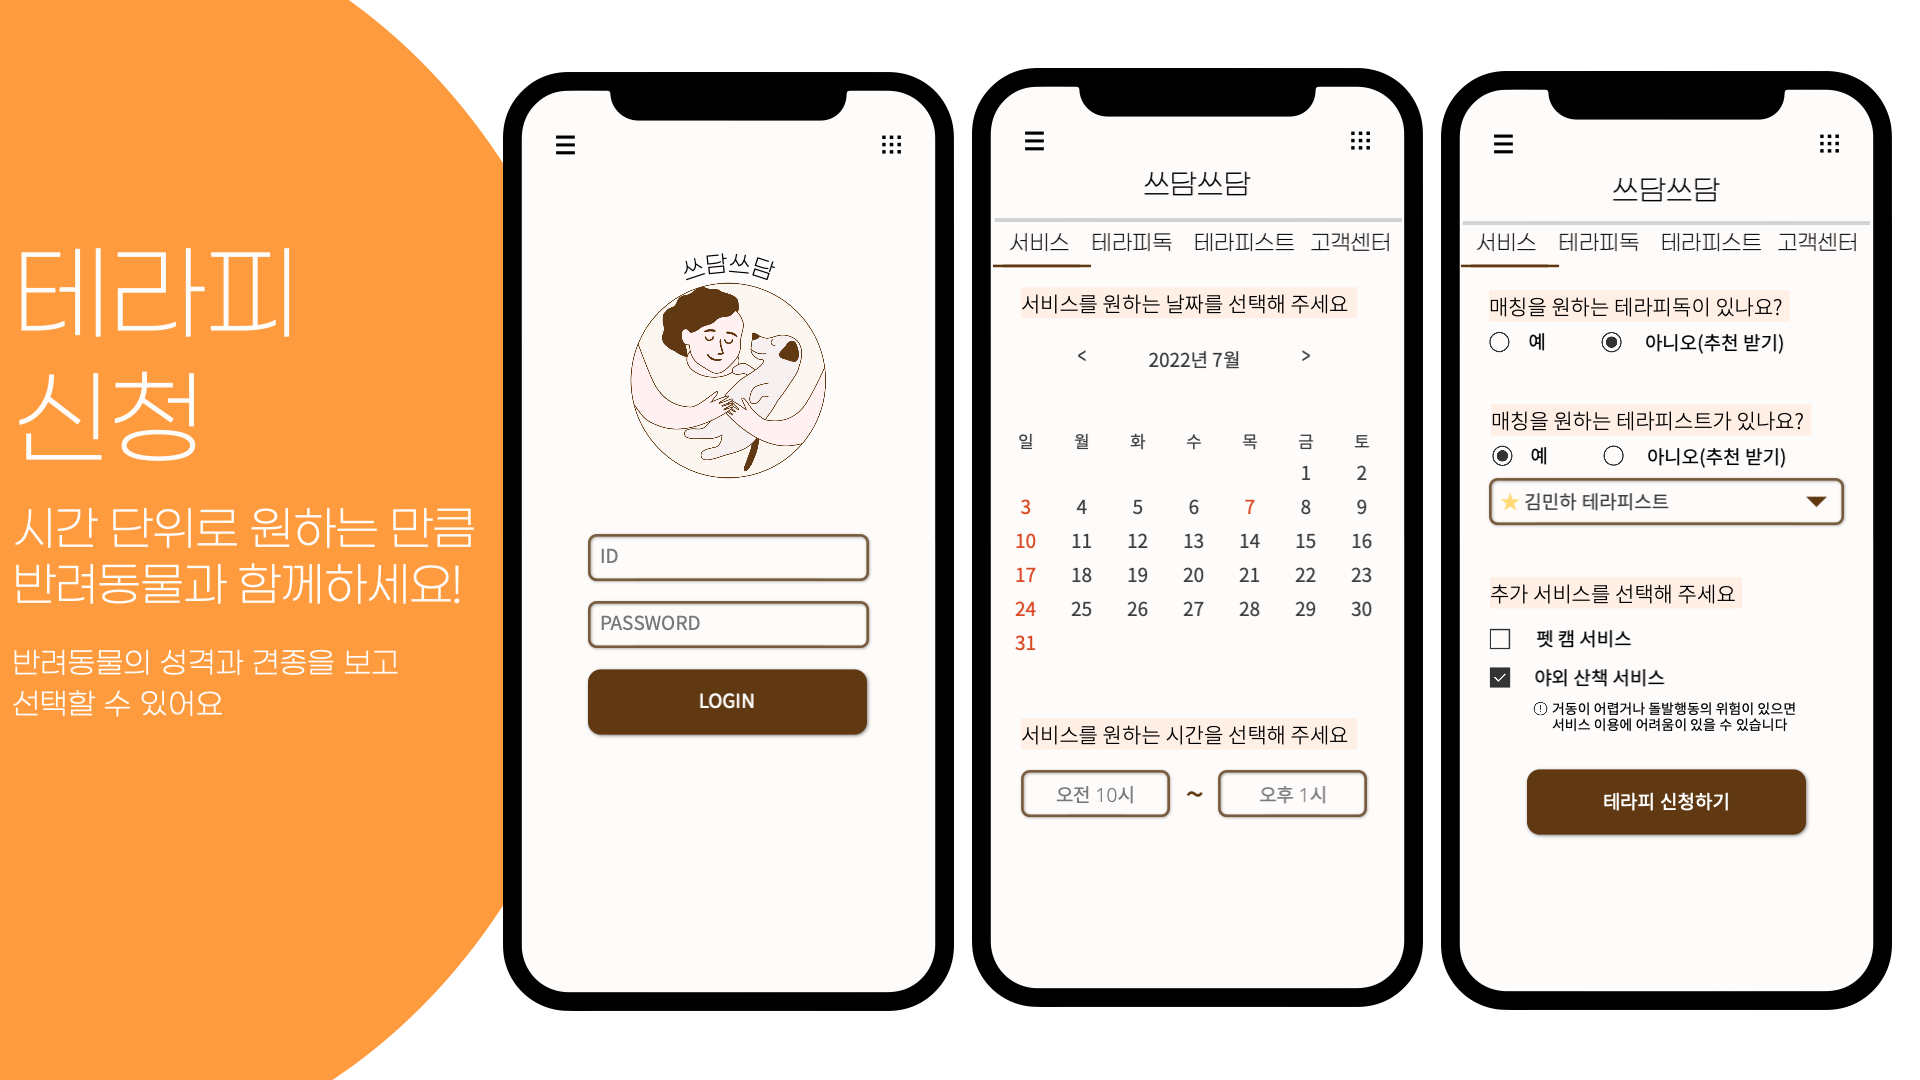 테라피
신청
시간 단위로 원하는 만큼
반려동물과 함께하세요!
반려동물의 성격과 견종을 보고
선택할 수 있어요
쓰담쓰담
ID
PASSWORD
LOGIN
쓰담쓰담
서비스 테라피독 테라피스트 고객센터
서비스를 원하는 날짜를 선택해 주세요
< 2022년 7월 >
일 월 화 수 목 금 토
1 2
3 4 5 6 7 8 9
10 11 12 13 14 15 16
17 18 19 20 21 22 23
24 25 26 27 28 29 30
31
서비스를 원하는 시간을 선택해 주세요
오전 10시 ~ 오후 1시
쓰담쓰담
서비스 테라피독 테라피스트 고객센터
매칭을 원하는 테라피독이 있나요?
예 아니오(추천 받기)
매칭을 원하는 테라피스트가 있나요?
예 아니오(추천 받기)
김민하 테라피스트
추가 서비스를 선택해 주세요
펫 캠 서비스
야외 산책 서비스
거동이 어렵거나 돌발행동의 위험이 있으면
서비스 이용에 어려움이 있을 수 있습니다
테라피 신청하기